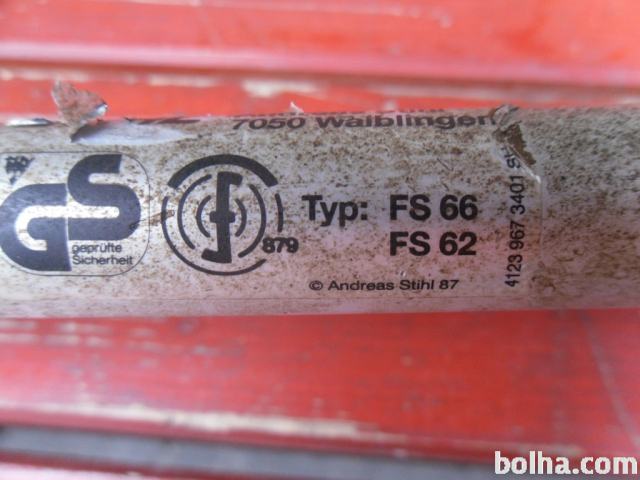 7050 Waiblingen
GS
geprüfte
Sicherheit
879
Typ: FS 66
FS 62
© Andreas Stihl 87
4123 967 3401
bolha.com